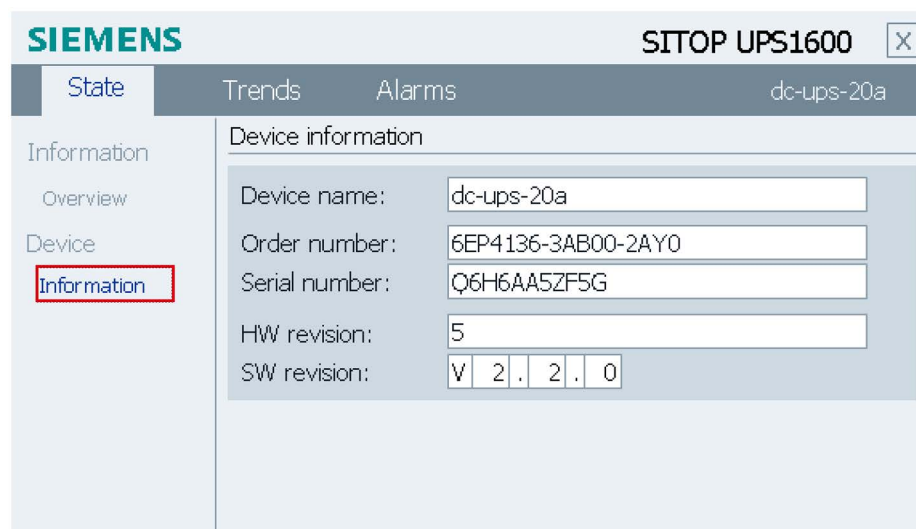 SIEMENS SITOP UPS1600 X
State Trends Alarms dc-ups-20a
Information
Overview
Device
Information
Device information
Device name: dc-ups-20a
Order number: 6EP4136-3AB00-2AY0
Serial number: Q6H6AA5ZF5G
HW revision: 5
SW revision: V 2 . 2 . 0